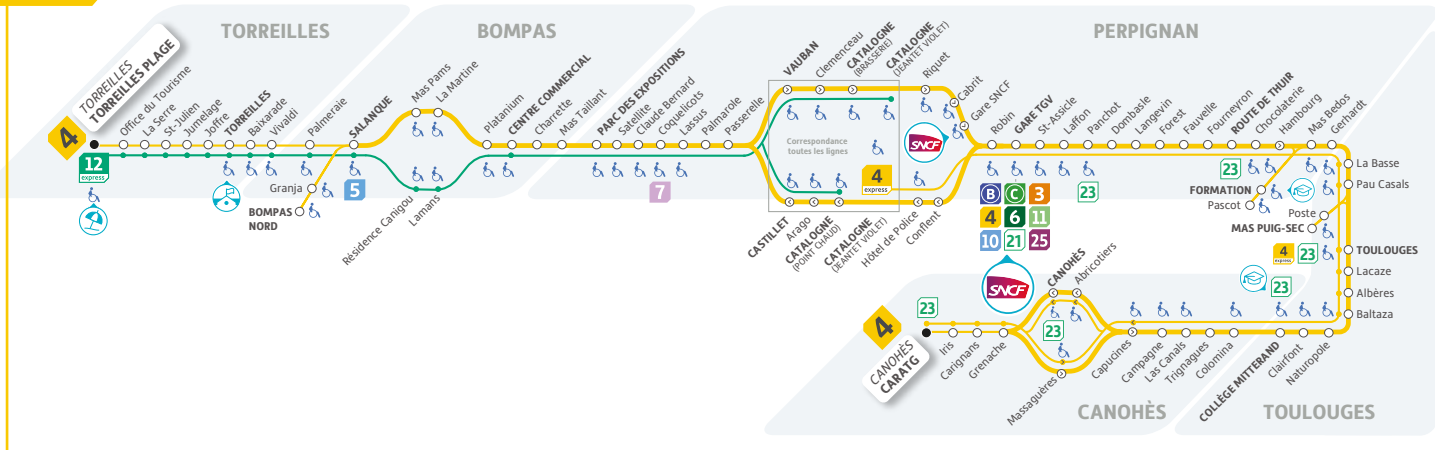 TORREILLES
BOMPAS
PERPIGNAN
4
TORREILLES
TORREILLES PLAGE
12
express
Office du Tourisme
La Serre
St-Julien
Jumelage
Joffre
TORREILLES
Baixarade
Vivaldi
Palmeraie
SALANQUE
5
Granja
BOMPAS
NORD
Mas Pams
La Martine
Résidence Canigou
Lamans
Platanium
CENTRE COMMERCIAL
Charrette
Mas Taillant
PARC DES EXPOSITIONS
Satellite
Claude Bernard
Coquelicots
Lassus
Palmarole
Passerelle
7
VAUBAN
Clemenceau
CATALOGNE
(BRASSERIE)
CATALOGNE
(JEANTET VIOLET)
Riquet
Cabrit
Gare SNCF
SNCF
Correspondance
toutes les lignes
4
express
CASTILLET
Arago
CATALOGNE
(POINT CHAUD)
CATALOGNE
(JEANTET VIOLET)
Hôtel de Police
Conflent
Robin
GARE TGV
St-Assicle
Laffon
Panchot
Dombasle
Langevin
Forest
Fauvelle
Fourneyron
ROUTE DE THUIR
Chocolaterie
Hambourg
Mas Bedos
Gerhardt
B
C
3
4
6
11
10
21
25
SNCF
23
23
FORMATION
Pascot
La Basse
Pau Casals
Poste
MAS PUIG-SEC
4
express
23
TOULOUGES
Lacaze
Albères
Baltaza
23
Naturopole
Clairfont
COLLÈGE MITTERAND
Colomina
Trignagues
Las Canals
Campagne
Capucines
CANOHÈS
Abricotiers
23
Massaguères
Grenache
Carignans
Iris
23
4
CANOHÈS
CARATG
CANOHÈS
TOULOUGES